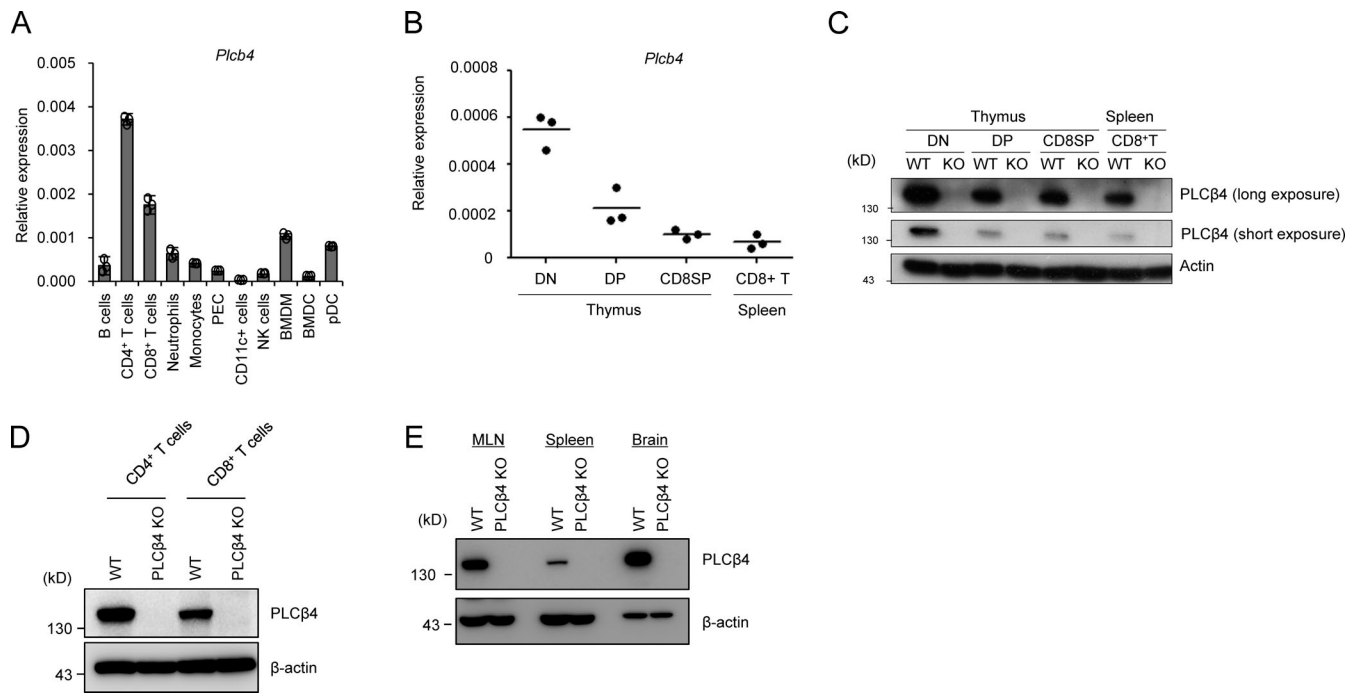 A
Plcb4
Relative expression
0.005
0.004
0.003
0.002
0.001
0.000
B cells
CD4⁺ T cells
CD8⁺ T cells
Neutrophils
Monocytes
PEC
CD11c+ cells
NK cells
BMDM
BMDC
pDC
B
Plcb4
Relative expression
0.0008
0.0006
0.0004
0.0002
0
DN DP CD8SP CD8+ T
Thymus Spleen
C
Thymus Spleen
DN DP CD8SP CD8⁺T
(kD) WT KO WT KO WT KO WT KO
PLCβ4 (long exposure)
130
PLCβ4 (short exposure)
130
Actin
43
D
CD4⁺ T cells
CD8⁺ T cells
WT
PLCβ4 KO
WT
PLCβ4 KO
(kD)
PLCβ4
130
β-actin
43
E
MLN Spleen Brain
WT
PLCβ4 KO
WT
PLCβ4 KO
WT
PLCβ4 KO
(kD)
PLCβ4
130
β-actin
43